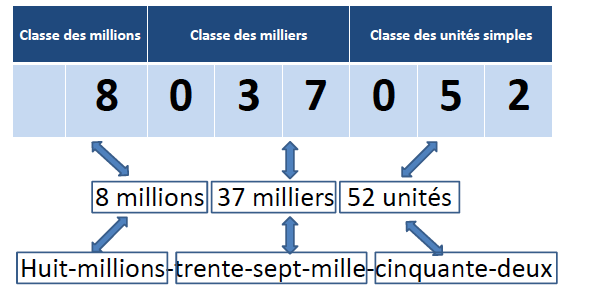 Classe des millions Classe des milliers Classe des unités simples
8 0 3 7 0 5 2
8 millions 37 milliers 52 unités
Huit-millions-trente-sept-mille-cinquante-deux